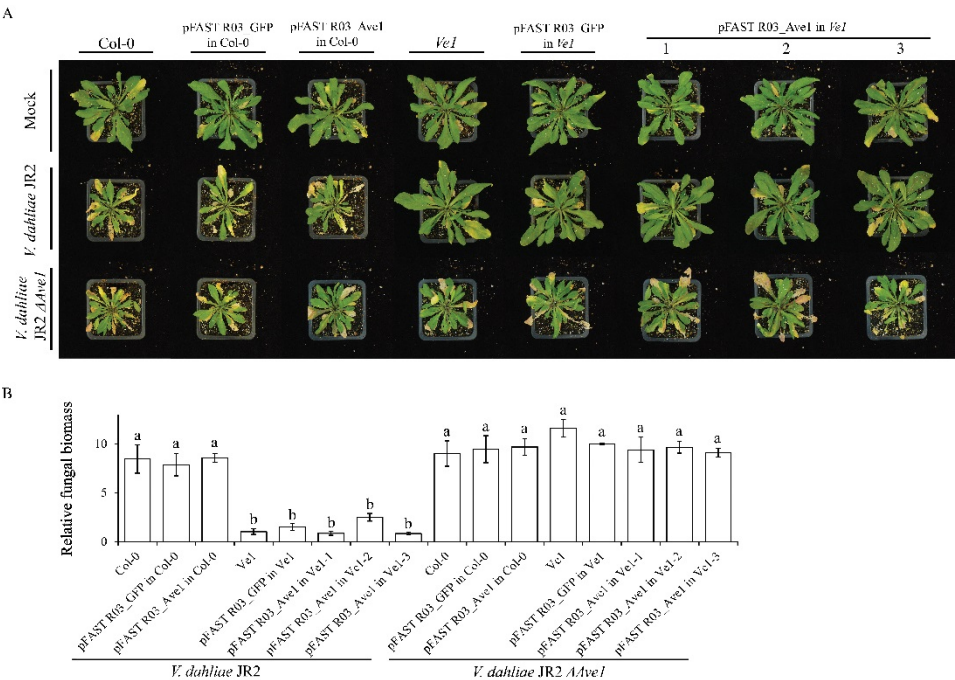 A
Col-0
pFAST R03_GFP
in Col-0
pFAST R03_Ave1
in Col-0
Ve1
pFAST R03_GFP
in Ve1
pFAST R03_Ave1 in Ve1
1
2
3
Mock
V. dahliae JR2
V. dahliae
JR2 ΔAve1
B
Relative fungal biomass
10
5
0
a
a
a
b
b
b
b
b
a
a
a
a
a
a
a
a
Col-0
pFAST R03_GFP in Col-0
pFAST R03_Ave1 in Col-0
Ve1
pFAST R03_GFP in Ve1
pFAST R03_Ave1 in Ve1-1
pFAST R03_Ave1 in Ve1-2
pFAST R03_Ave1 in Ve1-3
Col-0
pFAST R03_GFP in Col-0
pFAST R03_Ave1 in Col-0
Ve1
pFAST R03_GFP in Ve1
pFAST R03_Ave1 in Ve1-1
pFAST R03_Ave1 in Ve1-2
pFAST R03_Ave1 in Ve1-3
V. dahliae JR2
V. dahliae JR2 ΔAve1